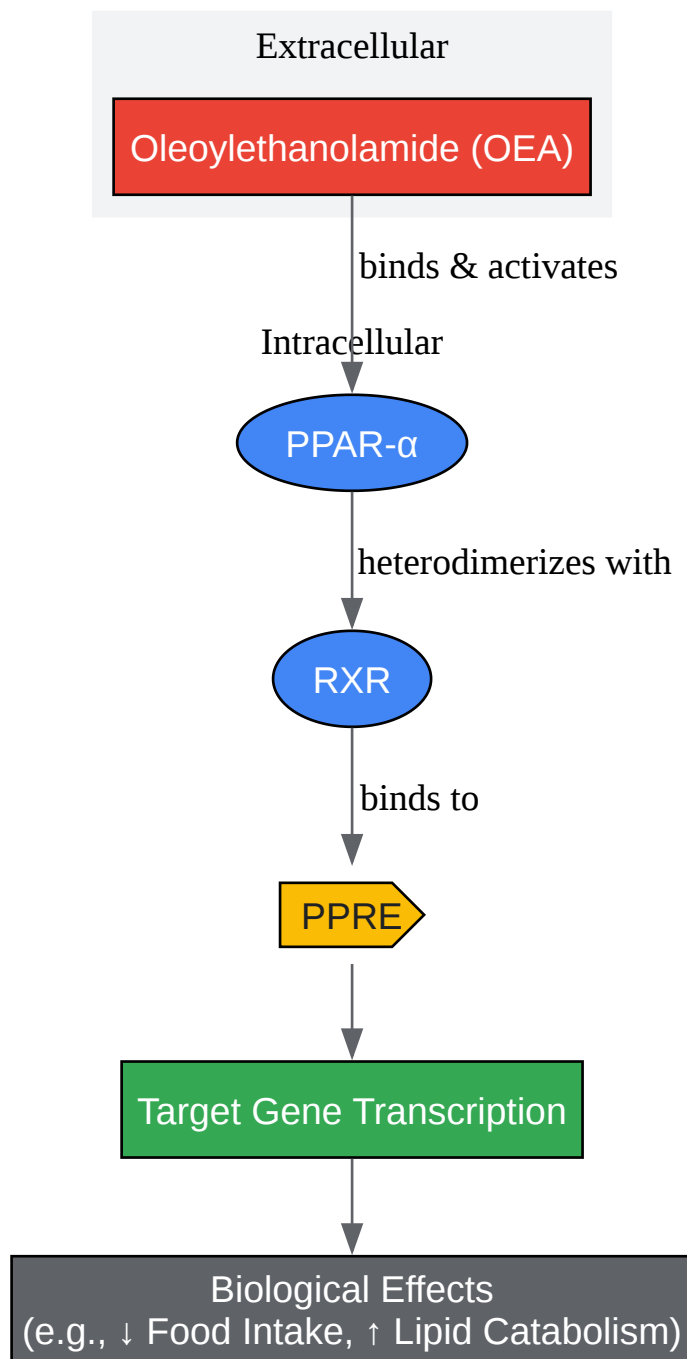 Extracellular
Oleoylethanolamide (OEA)
binds & activates
Intracellular
PPAR-α
heterodimerizes with
RXR
binds to
PPRE
Target Gene Transcription
Biological Effects
(e.g., ↓ Food Intake, ↑ Lipid Catabolism)